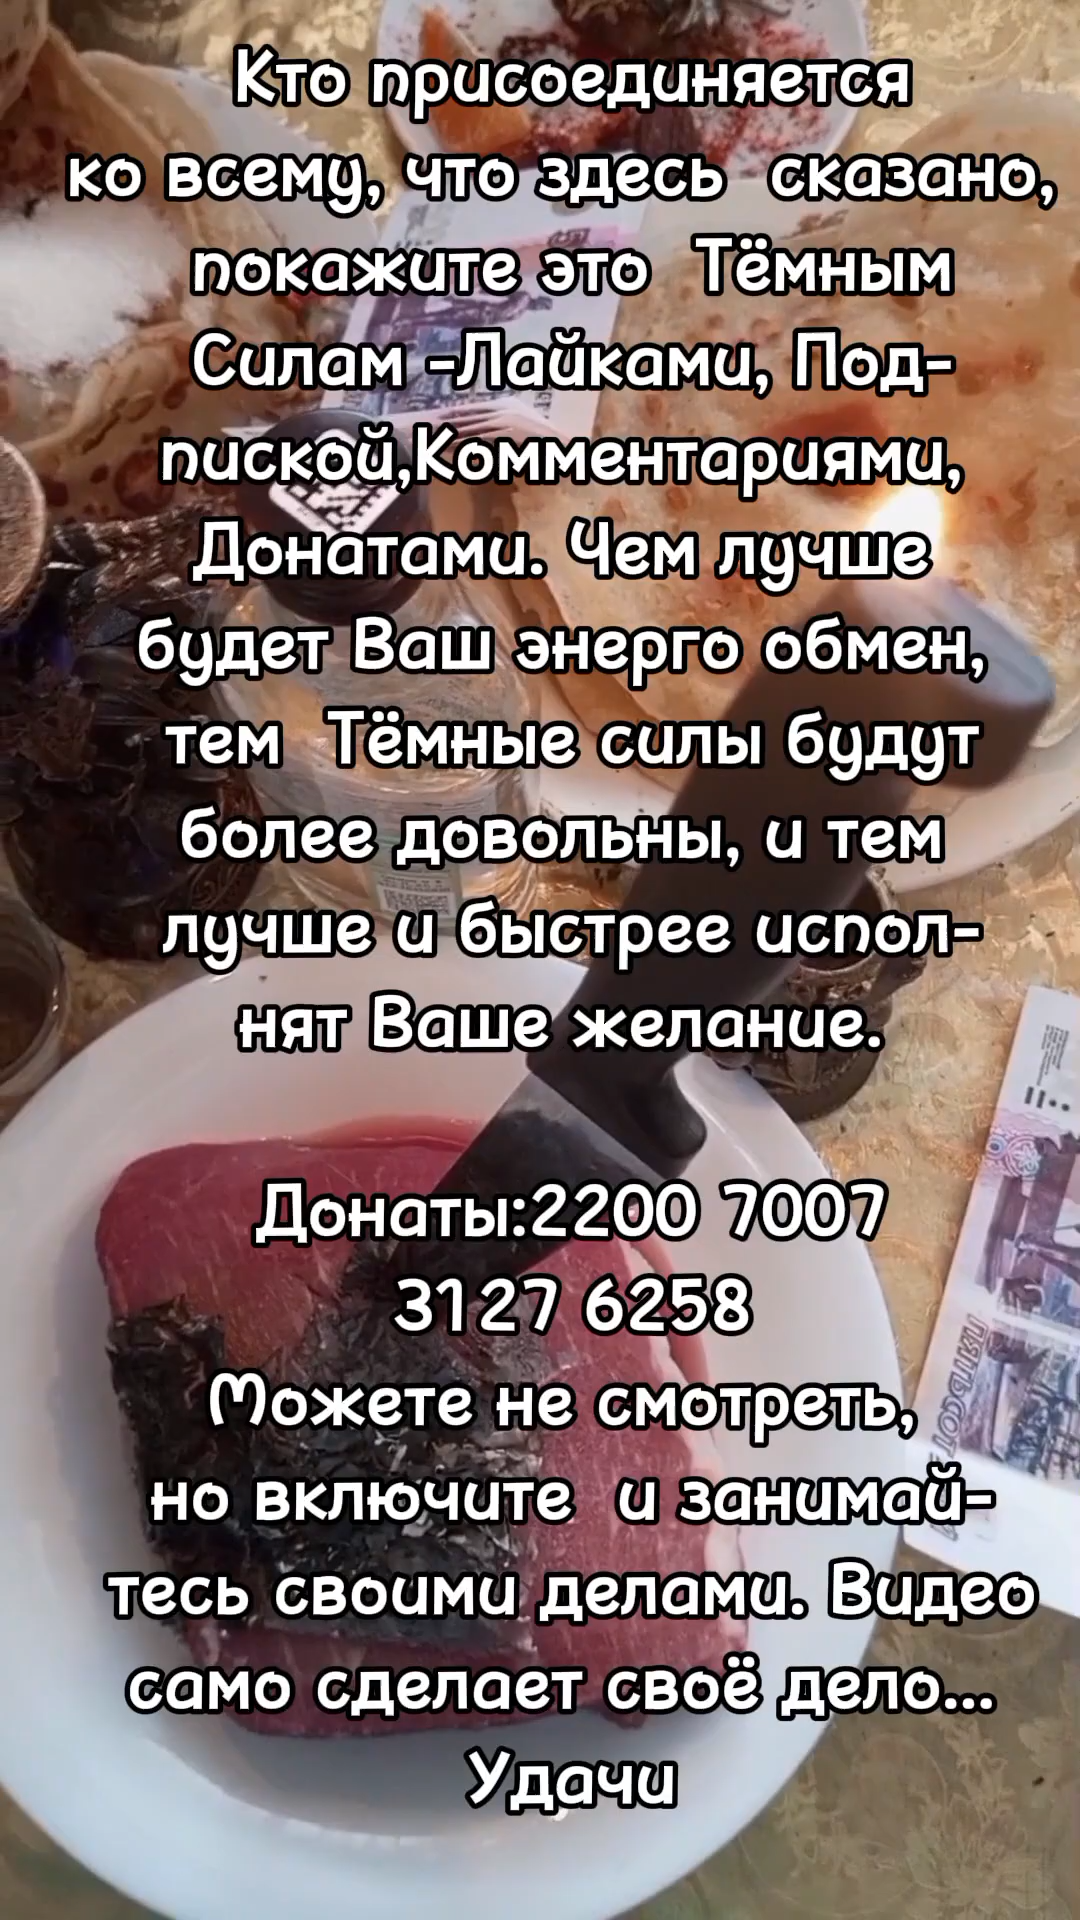 Кто присоединяется
ко всему, что здесь сказано,
покажите это Тёмным
Силам -Лайками, Под-
пиской,Комментариями,
Донатами. Чем лучше
будет Ваш энерго обмен,
тем Тёмные силы будут
более довольны, и тем
лучше и быстрее испол-
нят Ваше желание.
Донаты:2200 7007
3127 6258
Можете не смотреть,
но включите и занимай-
тесь своими делами. Видео
само сделает своё дело...
Удачи